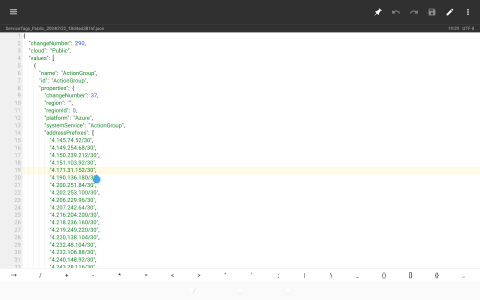 19:29 UTF-8
1 {
2 "changeNumber": 290,
3 "cloud": "Public",
4 "values": [
5 {
6 "name": "ActionGroup",
7 "id": "ActionGroup",
8 "properties": {
9 "changeNumber": 37,
10 "region": "",
11 "regionId": 0,
12 "platform": "Azure",
13 "systemService": "ActionGroup",
14 "addressPrefixes": [
15 "4.145.74.52/30",
16 "4.149.254.68/30",
17 "4.150.239.212/30",
18 "4.151.103.92/30",
19 "4.171.31.152/30",
20 "4.190.136.180/30
21 "4.200.251.84/30",
22 "4.202.253.100/30",
23 "4.206.229.96/30",
24 "4.207.242.64/30",
25 "4.216.204.200/30",
26 "4.218.236.160/30",
27 "4.219.249.220/30",
28 "4.220.138.104/30",
29 "4.232.48.104/30",
30 "4.232.106.88/30",
31 "4.240.148.92/30",
32 "4.243.28.116/30",
/ + - * = < > " ' ; | \ _ () [] {}